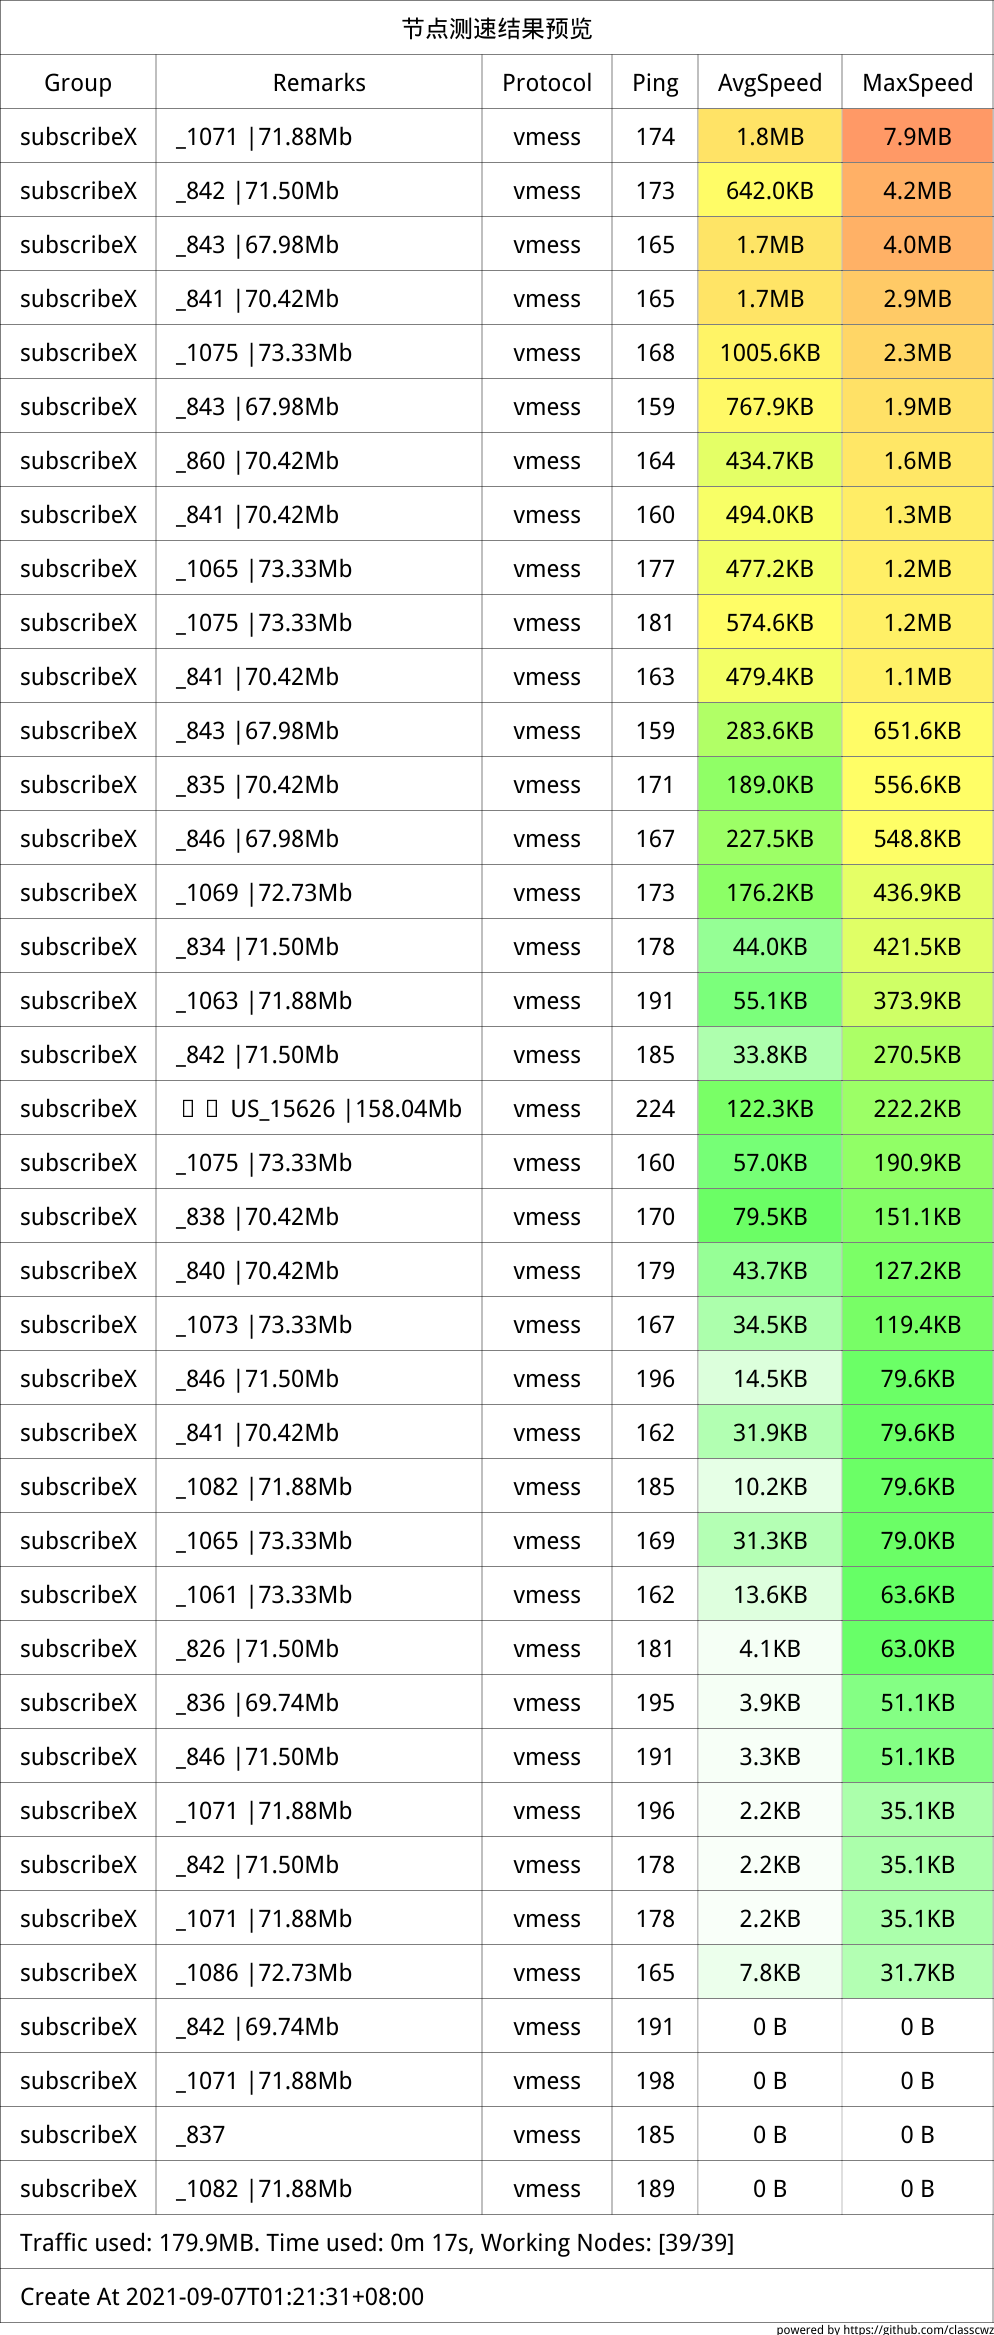 节点测速结果预览
Group Remarks Protocol Ping AvgSpeed MaxSpeed
subscribeX _1071 |71.88Mb vmess 174 1.8MB 7.9MB
subscribeX _842 |71.50Mb vmess 173 642.0KB 4.2MB
subscribeX _843 |67.98Mb vmess 165 1.7MB 4.0MB
subscribeX _841 |70.42Mb vmess 165 1.7MB 2.9MB
subscribeX _1075 |73.33Mb vmess 168 1005.6KB 2.3MB
subscribeX _843 |67.98Mb vmess 159 767.9KB 1.9MB
subscribeX _860 |70.42Mb vmess 164 434.7KB 1.6MB
subscribeX _841 |70.42Mb vmess 160 494.0KB 1.3MB
subscribeX _1065 |73.33Mb vmess 177 477.2KB 1.2MB
subscribeX _1075 |73.33Mb vmess 181 574.6KB 1.2MB
subscribeX _841 |70.42Mb vmess 163 479.4KB 1.1MB
subscribeX _843 |67.98Mb vmess 159 283.6KB 651.6KB
subscribeX _835 |70.42Mb vmess 171 189.0KB 556.6KB
subscribeX _846 |67.98Mb vmess 167 227.5KB 548.8KB
subscribeX _1069 |72.73Mb vmess 173 176.2KB 436.9KB
subscribeX _834 |71.50Mb vmess 178 44.0KB 421.5KB
subscribeX _1063 |71.88Mb vmess 191 55.1KB 373.9KB
subscribeX _842 |71.50Mb vmess 185 33.8KB 270.5KB
subscribeX US_15626 |158.04Mb vmess 224 122.3KB 222.2KB
subscribeX _1075 |73.33Mb vmess 160 57.0KB 190.9KB
subscribeX _838 |70.42Mb vmess 170 79.5KB 151.1KB
subscribeX _840 |70.42Mb vmess 179 43.7KB 127.2KB
subscribeX _1073 |73.33Mb vmess 167 34.5KB 119.4KB
subscribeX _846 |71.50Mb vmess 196 14.5KB 79.6KB
subscribeX _841 |70.42Mb vmess 162 31.9KB 79.6KB
subscribeX _1082 |71.88Mb vmess 185 10.2KB 79.6KB
subscribeX _1065 |73.33Mb vmess 169 31.3KB 79.0KB
subscribeX _1061 |73.33Mb vmess 162 13.6KB 63.6KB
subscribeX _826 |71.50Mb vmess 181 4.1KB 63.0KB
subscribeX _836 |69.74Mb vmess 195 3.9KB 51.1KB
subscribeX _846 |71.50Mb vmess 191 3.3KB 51.1KB
subscribeX _1071 |71.88Mb vmess 196 2.2KB 35.1KB
subscribeX _842 |71.50Mb vmess 178 2.2KB 35.1KB
subscribeX _1071 |71.88Mb vmess 178 2.2KB 35.1KB
subscribeX _1086 |72.73Mb vmess 165 7.8KB 31.7KB
subscribeX _842 |69.74Mb vmess 191 0 B 0 B
subscribeX _1071 |71.88Mb vmess 198 0 B 0 B
subscribeX _837 vmess 185 0 B 0 B
subscribeX _1082 |71.88Mb vmess 189 0 B 0 B
Traffic used: 179.9MB. Time used: 0m 17s, Working Nodes: [39/39]
Create At 2021-09-07T01:21:31+08:00
powered by https://github.com/classcwz